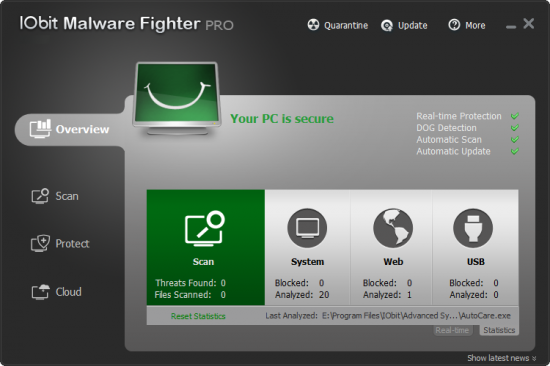 IObit Malware Fighter PRO
Quarantine
Update
More
Overview
Your PC is secure
Real-time Protection
DOG Detection
Automatic Scan
Automatic Update
Scan
Protect
Cloud
Scan
Threats Found: 0
Files Scanned: 0
System
Blocked: 0
Analyzed: 20
Web
Blocked: 0
Analyzed: 1
USB
Blocked: 0
Analyzed: 0
Reset Statistics
Last Analyzed: E:\Program Files\IObit\Advanced Sy...\AutoCare.exe
Real-time
Statistics
Show latest news